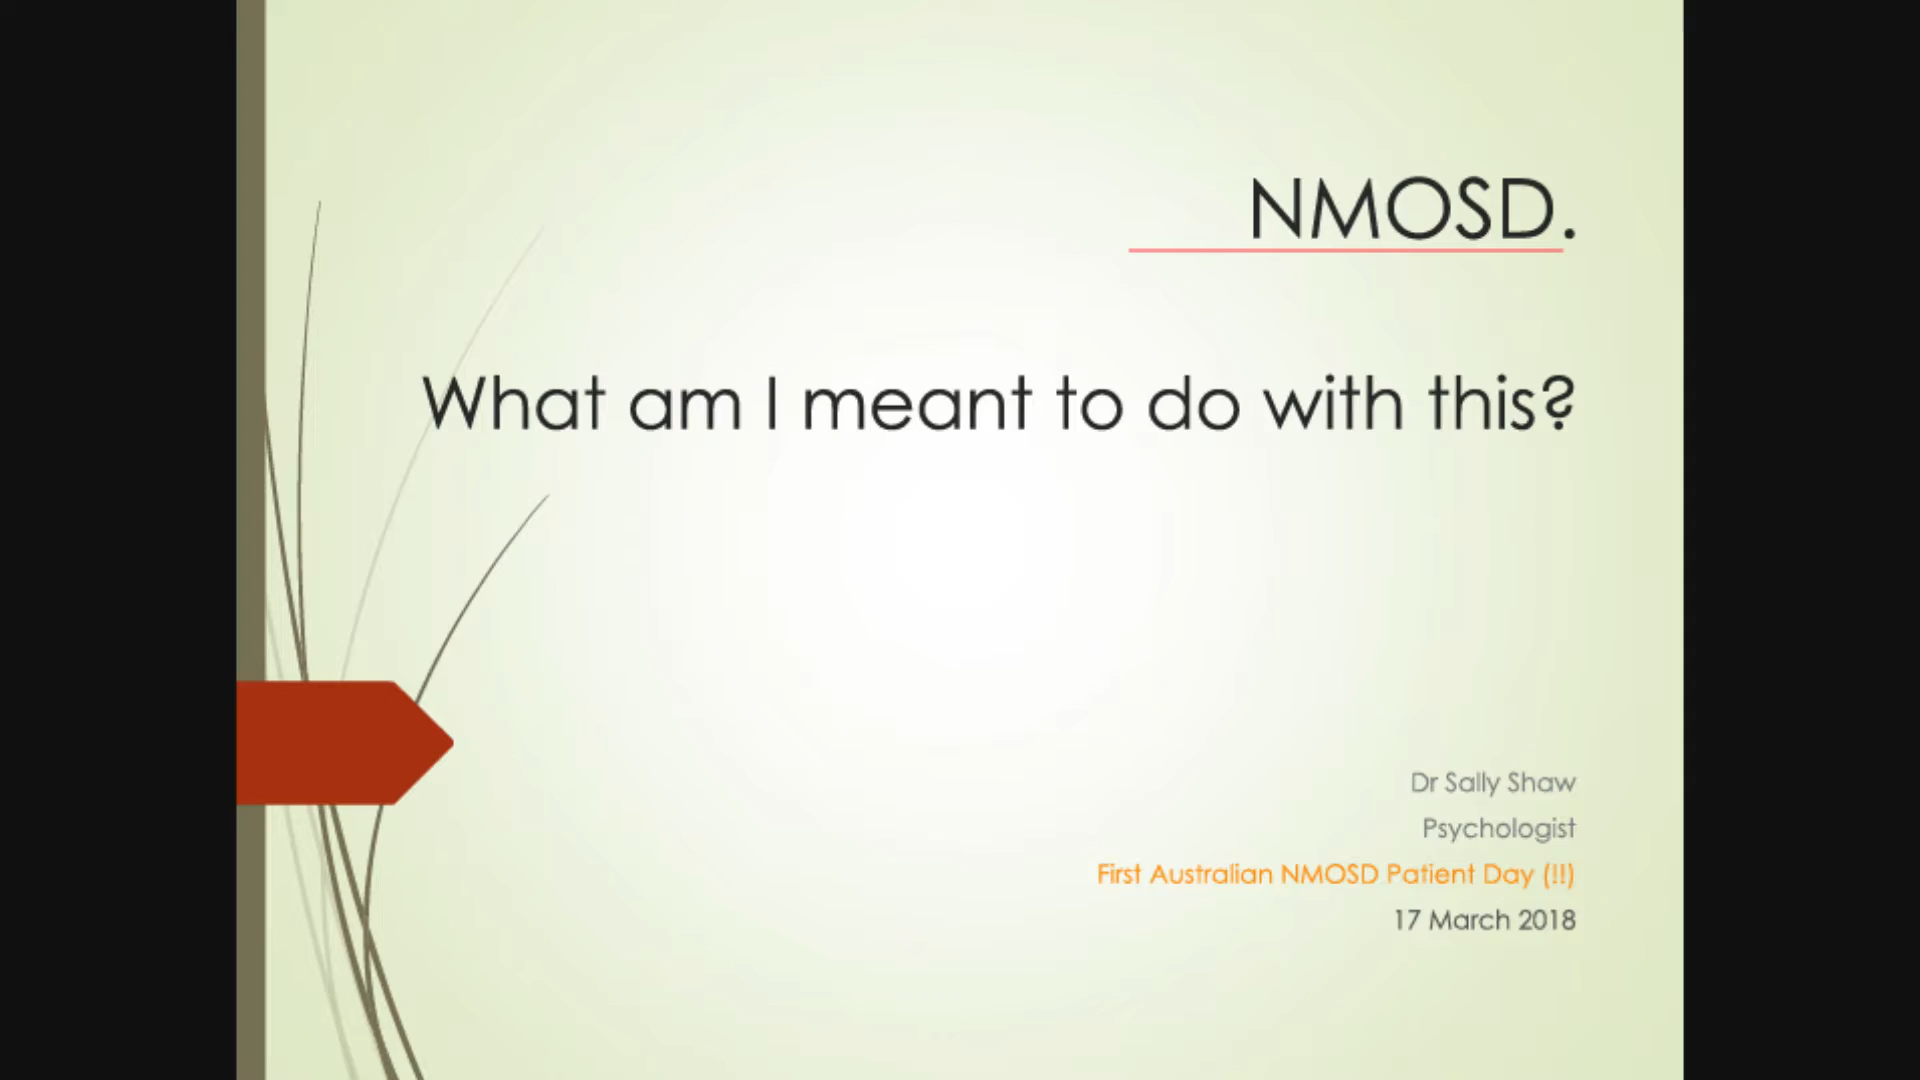 NMOSD.
What am I meant to do with this?
Dr Sally Shaw
Psychologist
First Australian NMOSD Patient Day (!!)
17 March 2018